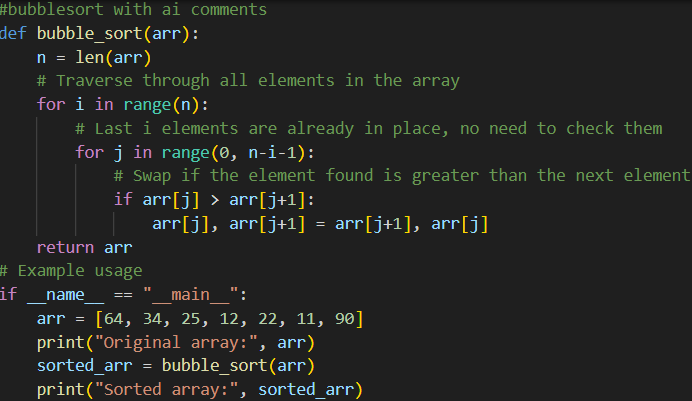 #bubblesort with ai comments
def bubble_sort(arr):
    n = len(arr)
    # Traverse through all elements in the array
    for i in range(n):
        # Last i elements are already in place, no need to check them
        for j in range(0, n-i-1):
            # Swap if the element found is greater than the next element
            if arr[j] > arr[j+1]:
                arr[j], arr[j+1] = arr[j+1], arr[j]
    return arr
# Example usage
if __name__ == "__main__":
    arr = [64, 34, 25, 12, 22, 11, 90]
    print("Original array:", arr)
    sorted_arr = bubble_sort(arr)
    print("Sorted array:", sorted_arr)